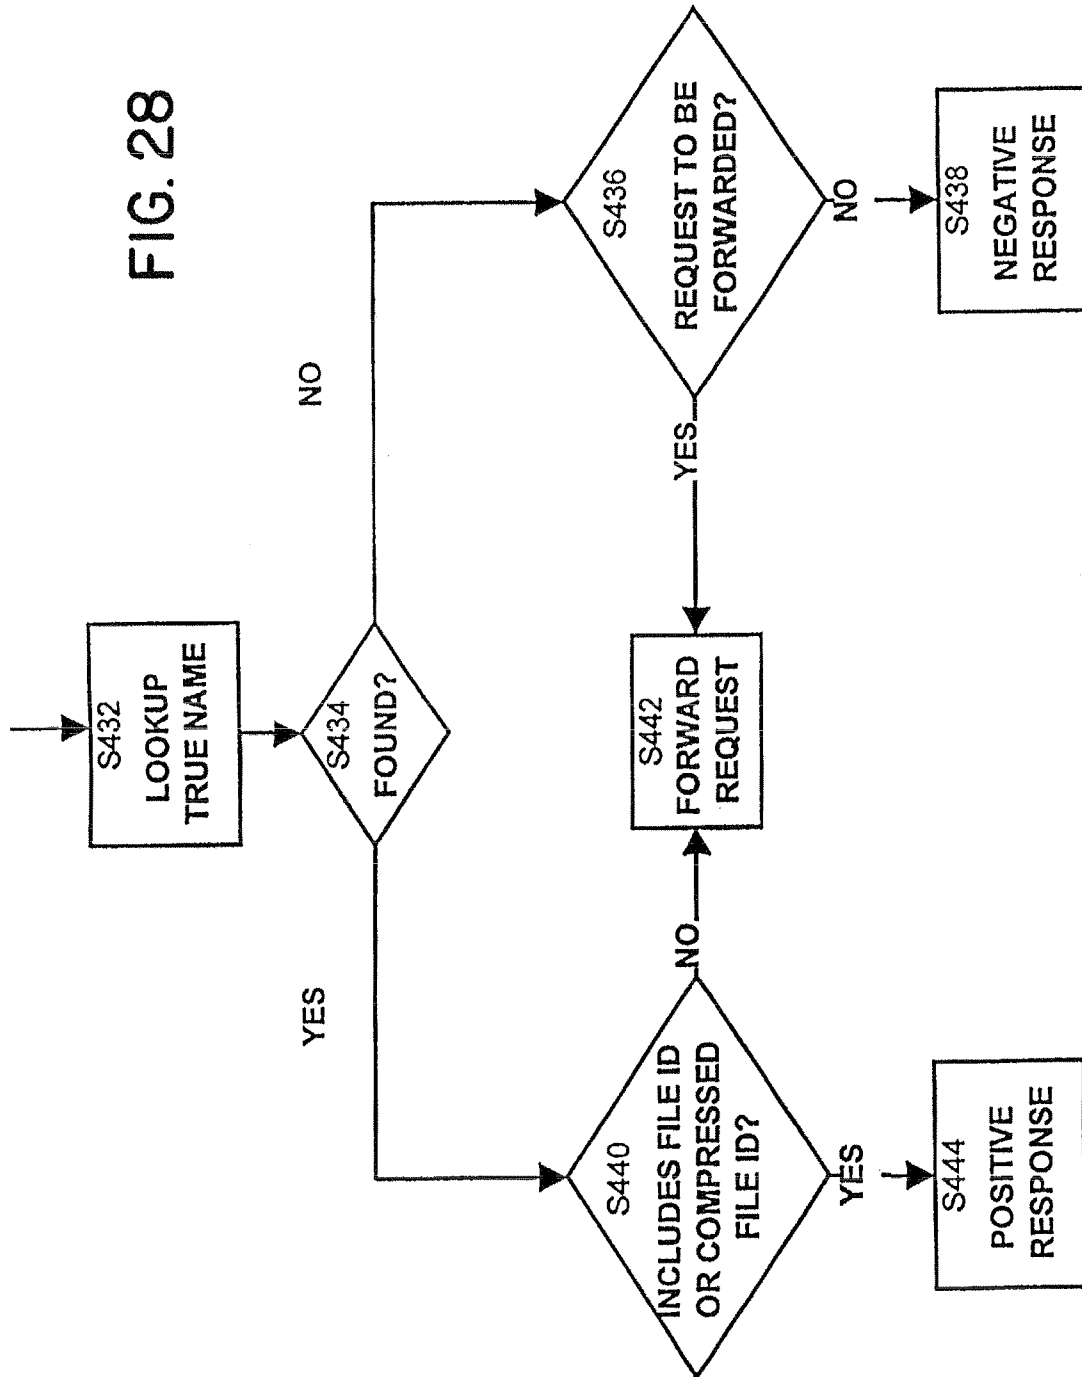 FIG. 28
S432
LOOKUP
TRUE NAME
S434
FOUND?
YES
NO
S440
INCLUDES FILE ID
OR COMPRESSED
FILE ID?
NO
YES
S442
FORWARD
REQUEST
S436
REQUEST TO BE
FORWARDED?
YES
NO
S444
POSITIVE
RESPONSE
S438
NEGATIVE
RESPONSE